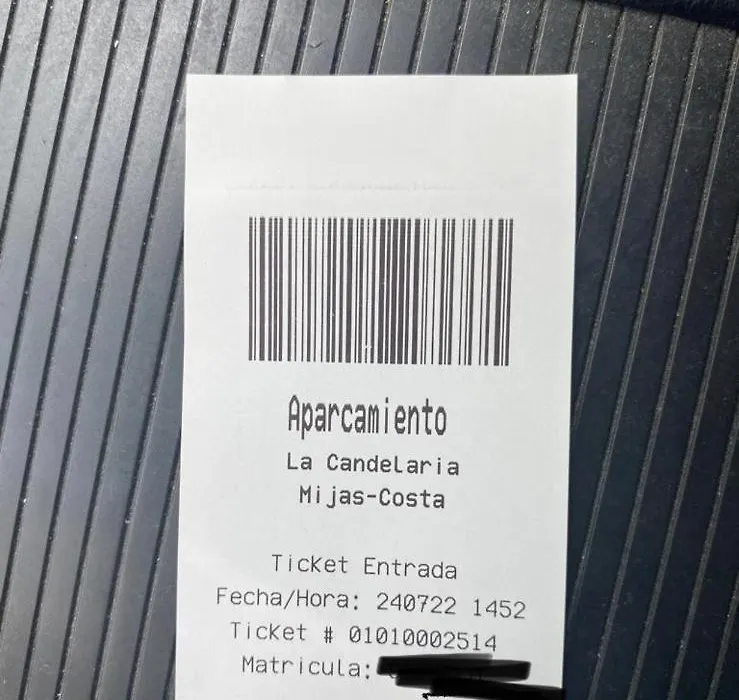 Aparcamiento
La Candelaria
Mijas-Costa
Ticket Entrada
Fecha/Hora: 240722 1452
Ticket # 01010002514
Matricula: